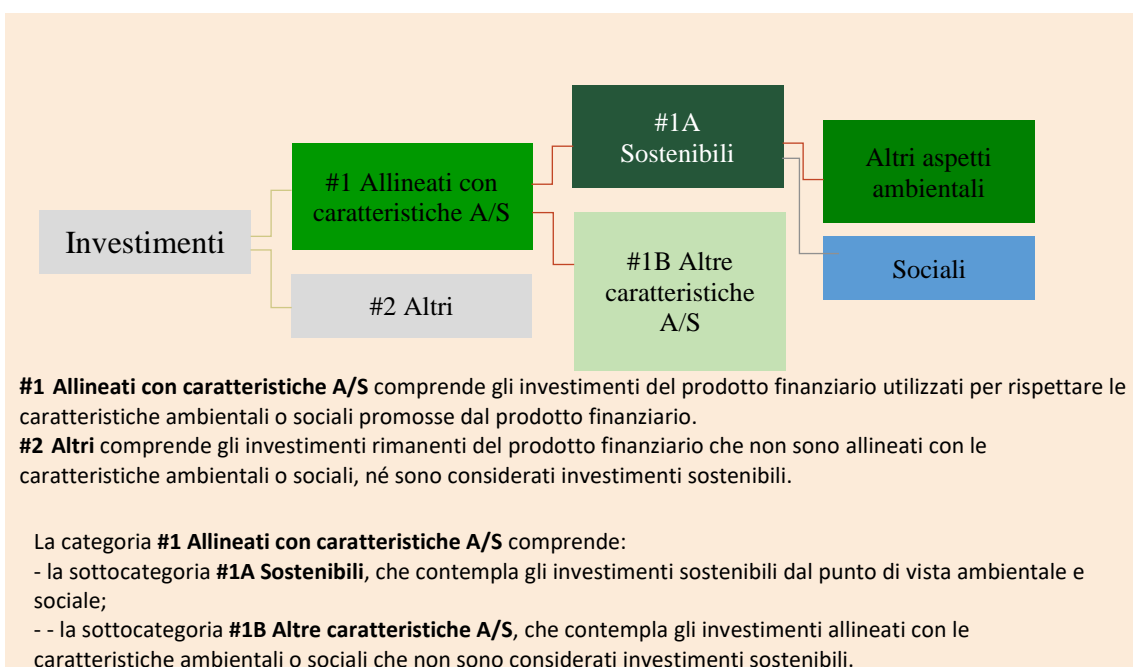 #1A
Sostenibili
Altri aspetti
ambientali
#1 Allineati con
caratteristiche A/S
Investimenti
#1B Altre
caratteristiche
A/S
Sociali
#2 Altri
#1 Allineati con caratteristiche A/S comprende gli investimenti del prodotto finanziario utilizzati per rispettare le
caratteristiche ambientali o sociali promosse dal prodotto finanziario.
#2 Altri comprende gli investimenti rimanenti del prodotto finanziario che non sono allineati con le
caratteristiche ambientali o sociali, né sono considerati investimenti sostenibili.
La categoria #1 Allineati con caratteristiche A/S comprende:
- la sottocategoria #1A Sostenibili, che contempla gli investimenti sostenibili dal punto di vista ambientale e
sociale;
- - la sottocategoria #1B Altre caratteristiche A/S, che contempla gli investimenti allineati con le
caratteristiche ambientali o sociali che non sono considerati investimenti sostenibili.